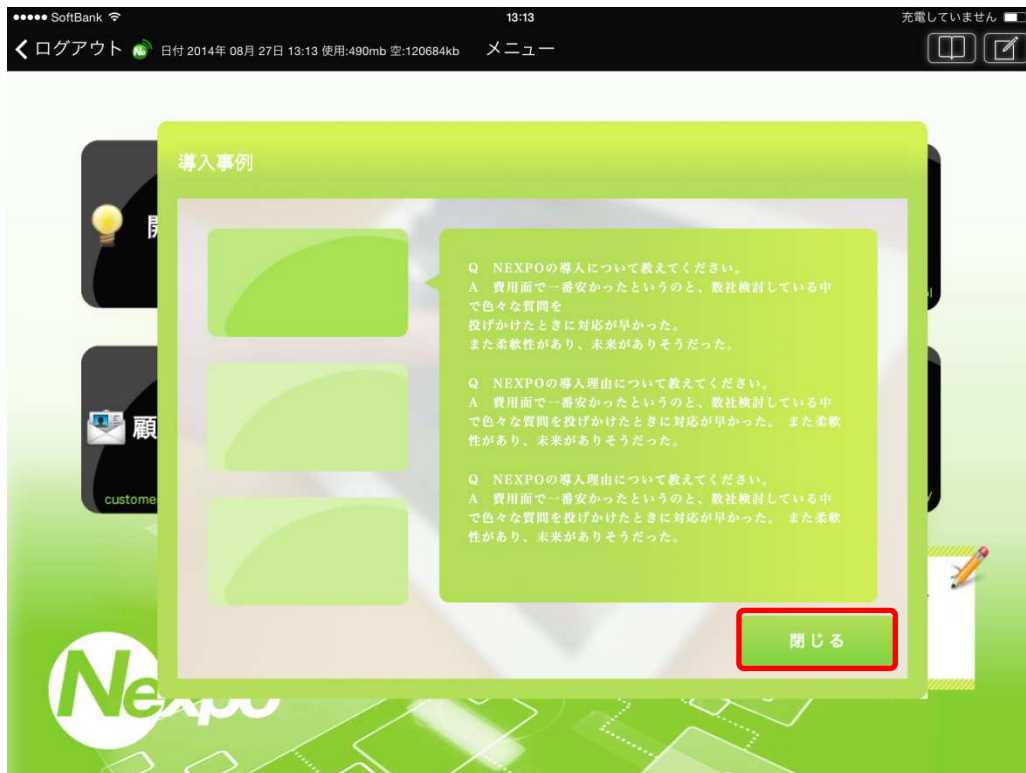 SoftBank
13:13
充電していません
ログアウト
日付 2014年 08月 27日 13:13 使用:490mb 空:120684kb
メニュー
導入事例
Q NEXPOの導入について教えてください。
A 費用面で一番安かったというのと、数社検討している中
で色々な質問を
投げかけたときに対応が早かった。
また柔軟性があり、未来がありそうだった。
Q NEXPOの導入理由について教えてください。
A 費用面で一番安かったというのと、数社検討している中
で色々な質問を投げかけたときに対応が早かった。 また柔軟
性があり、未来がありそうだった。
Q NEXPOの導入理由について教えてください。
A 費用面で一番安かったというのと、数社検討している中
で色々な質問を投げかけたときに対応が早かった。 また柔軟
性があり、未来がありそうだった。
顧
custome
閉じる
Nexpo